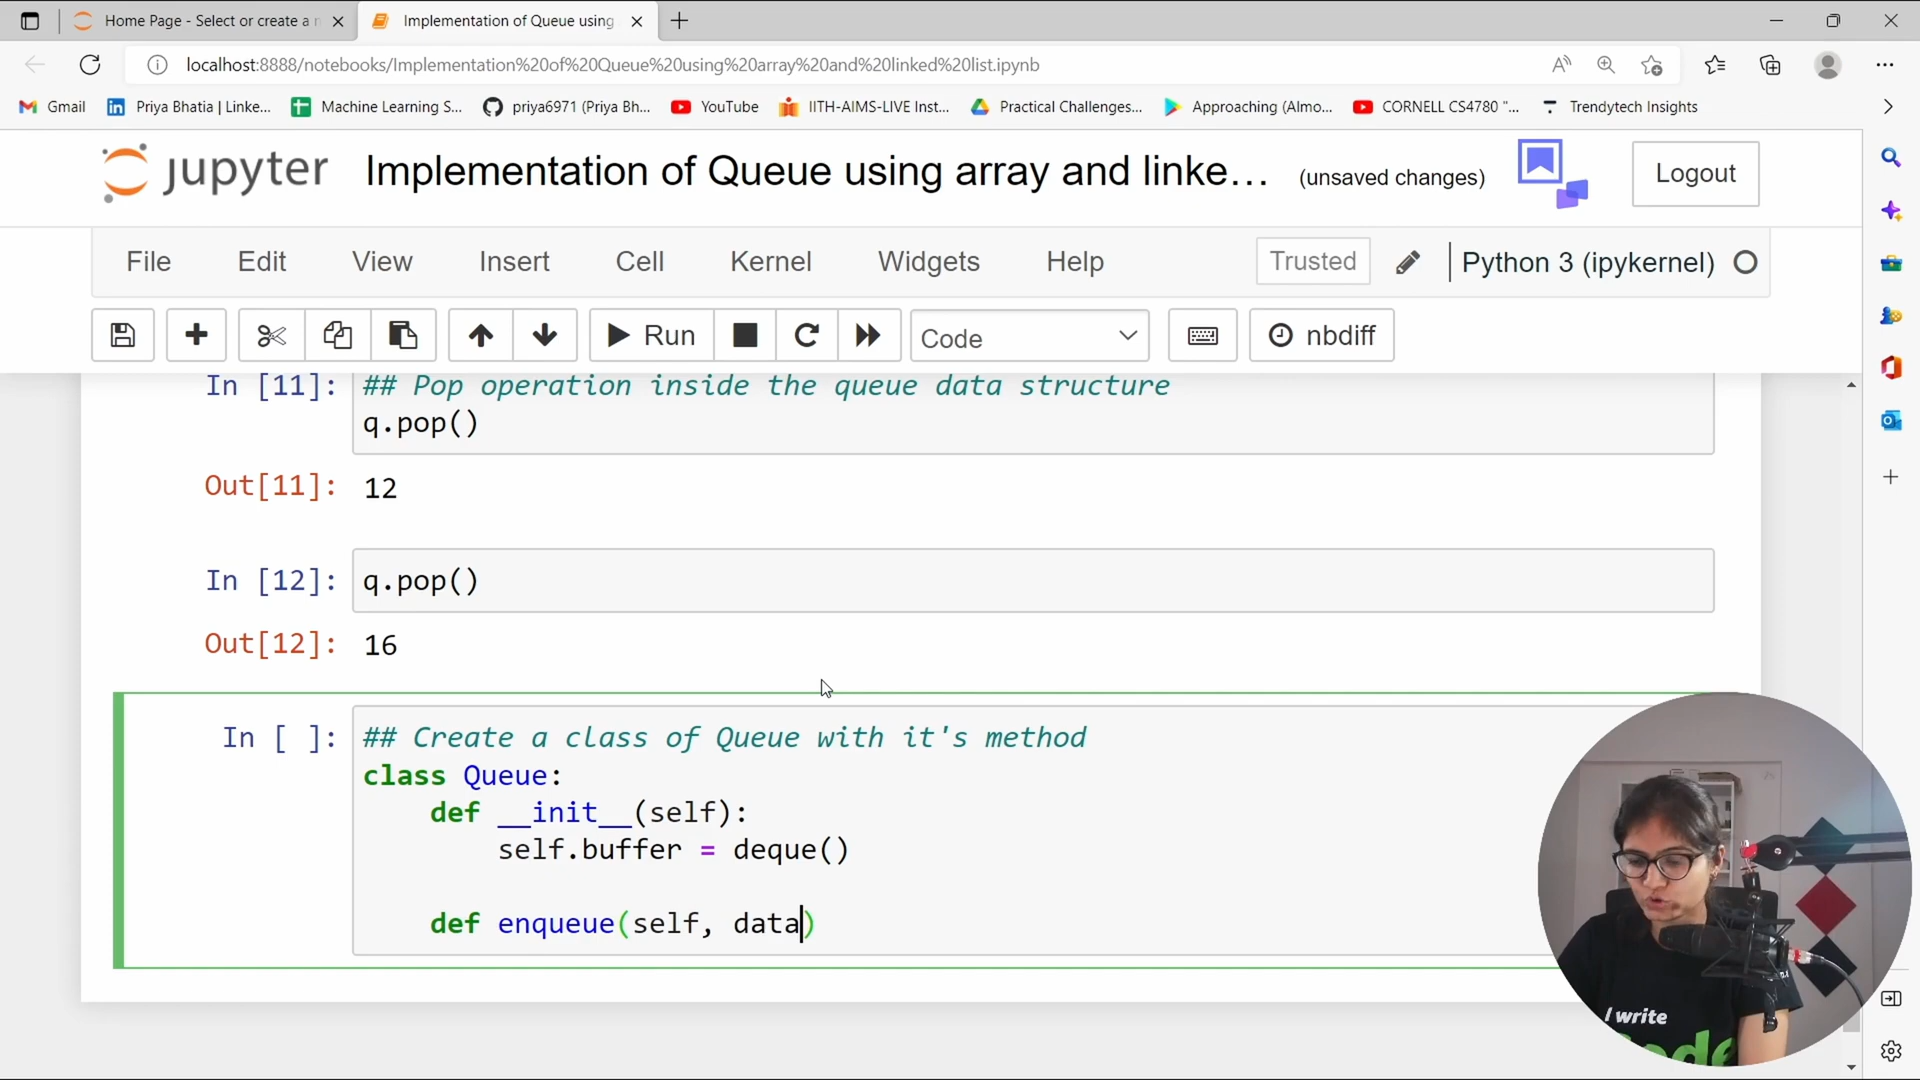 Home Page - Select or create a n
Implementation of Queue using
localhost:8888/notebooks/Implementation%20of%20Queue%20using%20array%20and%20linked%20list.ipynb
Gmail
Priya Bhatia | Linke...
Machine Learning S...
priya6971 (Priya Bh...
YouTube
IITH-AIMS-LIVE Inst...
Practical Challenges...
Approaching (Almo...
CORNELL CS4780 "...
Trendytech Insights
jupyter
Implementation of Queue using array and linke...
(unsaved changes)
Logout
File Edit View Insert Cell Kernel Widgets Help
Trusted
Python 3 (ipykernel)
Run
Code
nbdiff
In [11]: ## Pop operation inside the queue data structure
q.pop()
Out[11]: 12
In [12]: q.pop()
Out[12]: 16
In [ ]: ## Create a class of Queue with it's method
class Queue:
    def __init__(self):
        self.buffer = deque()
    def enqueue(self, data)
I write